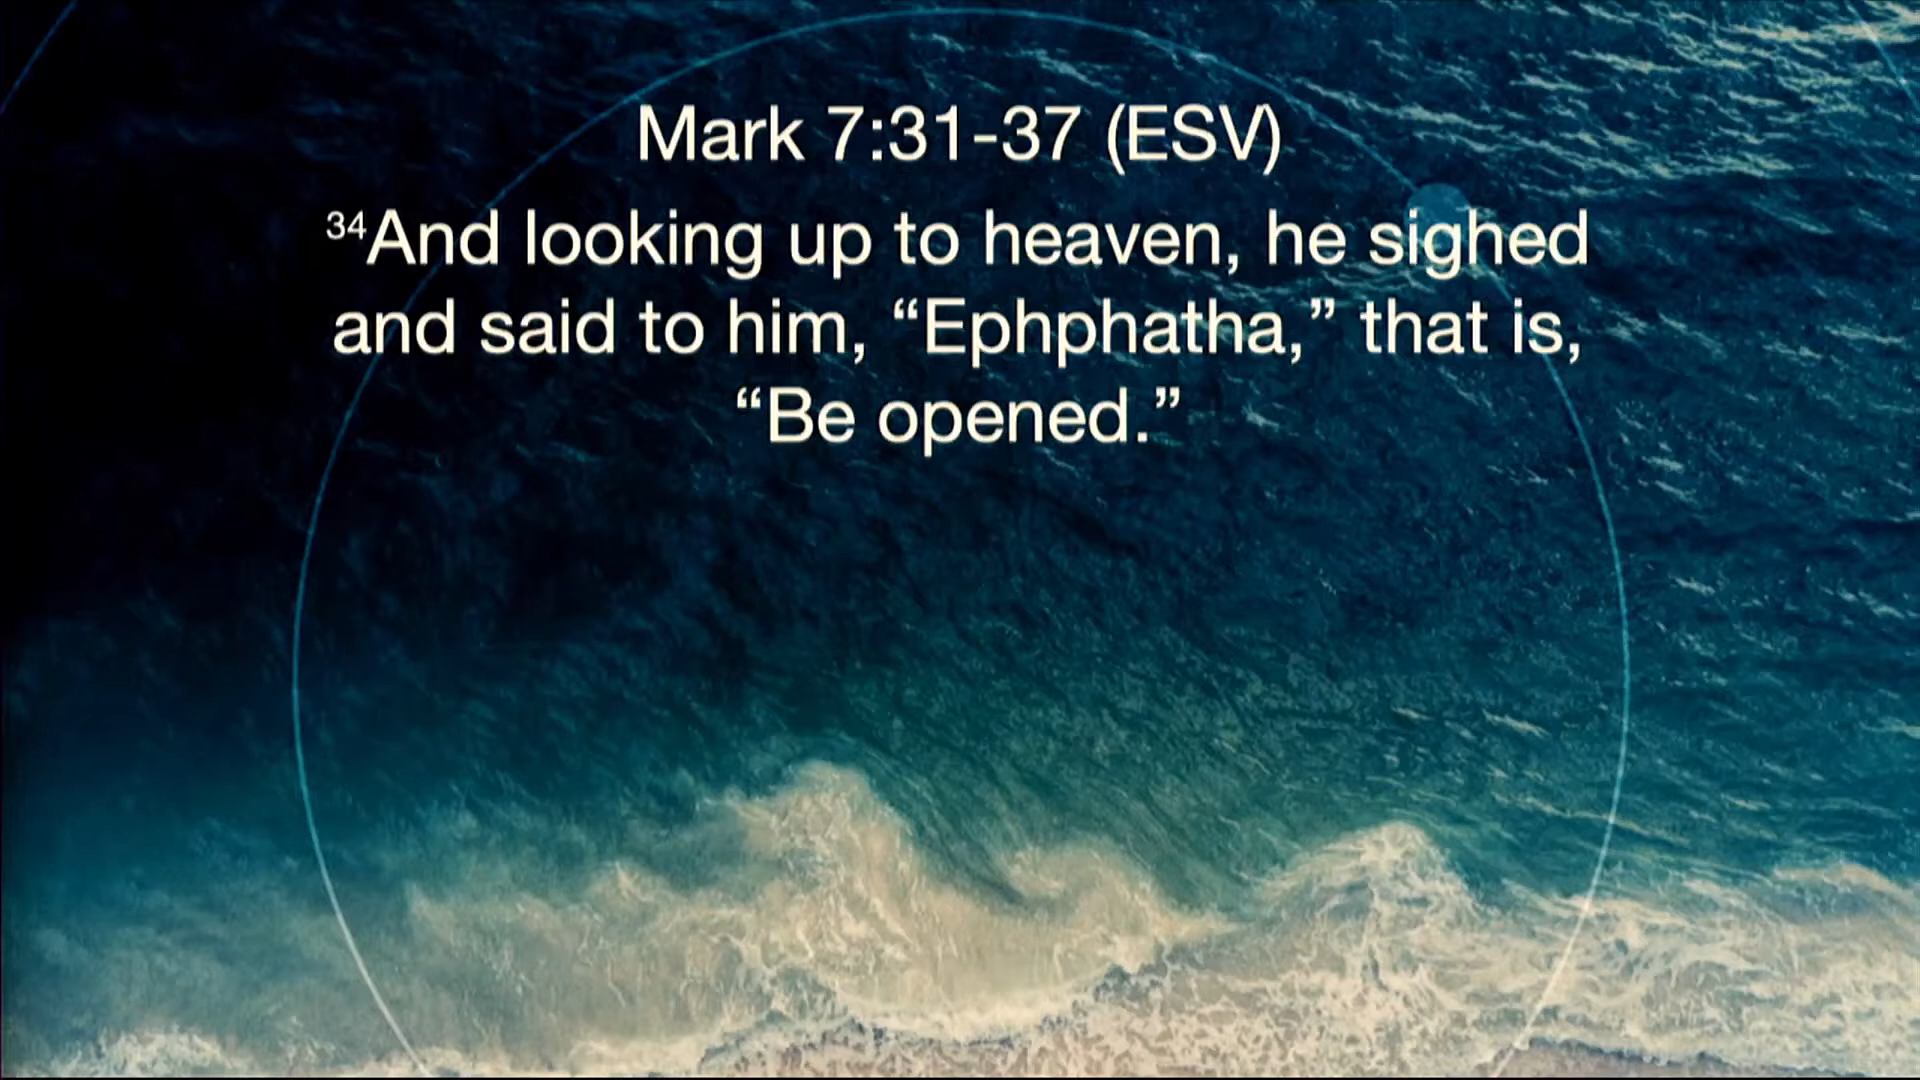 Mark 7:31-37 (ESV)
34And looking up to heaven, he sighed
and said to him, “Ephphatha,” that is,
“Be opened.”